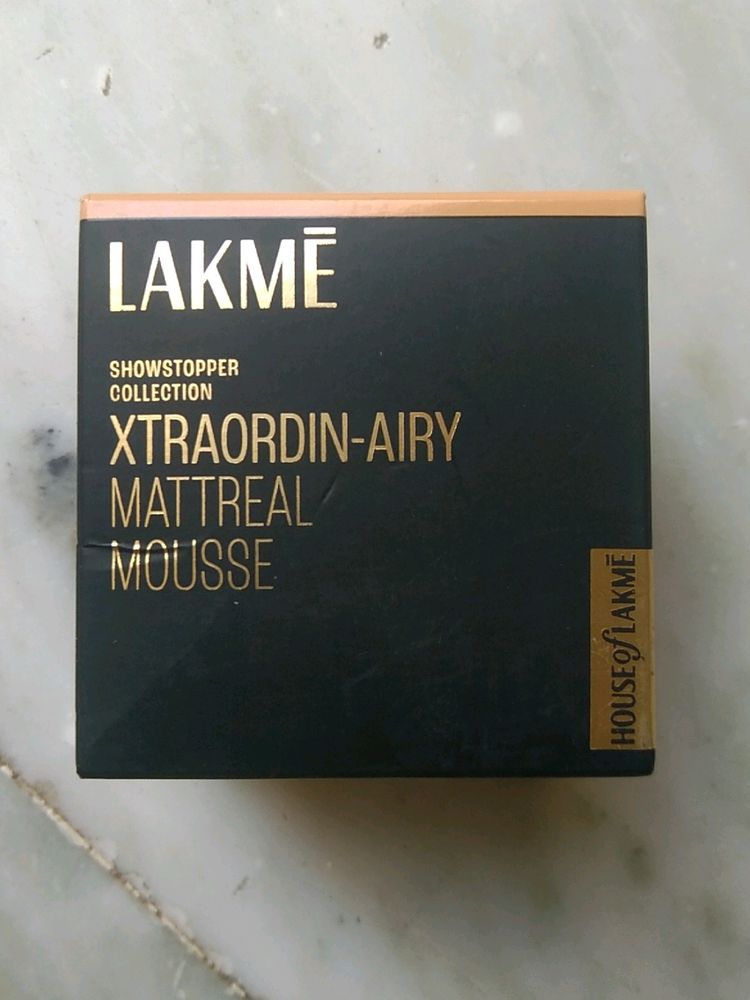 LAKMĒ
SHOWSTOPPER
COLLECTION
XTRAORDIN-AIRY
MATTREAL
MOUSSE
HOUSE of LAKMĒ